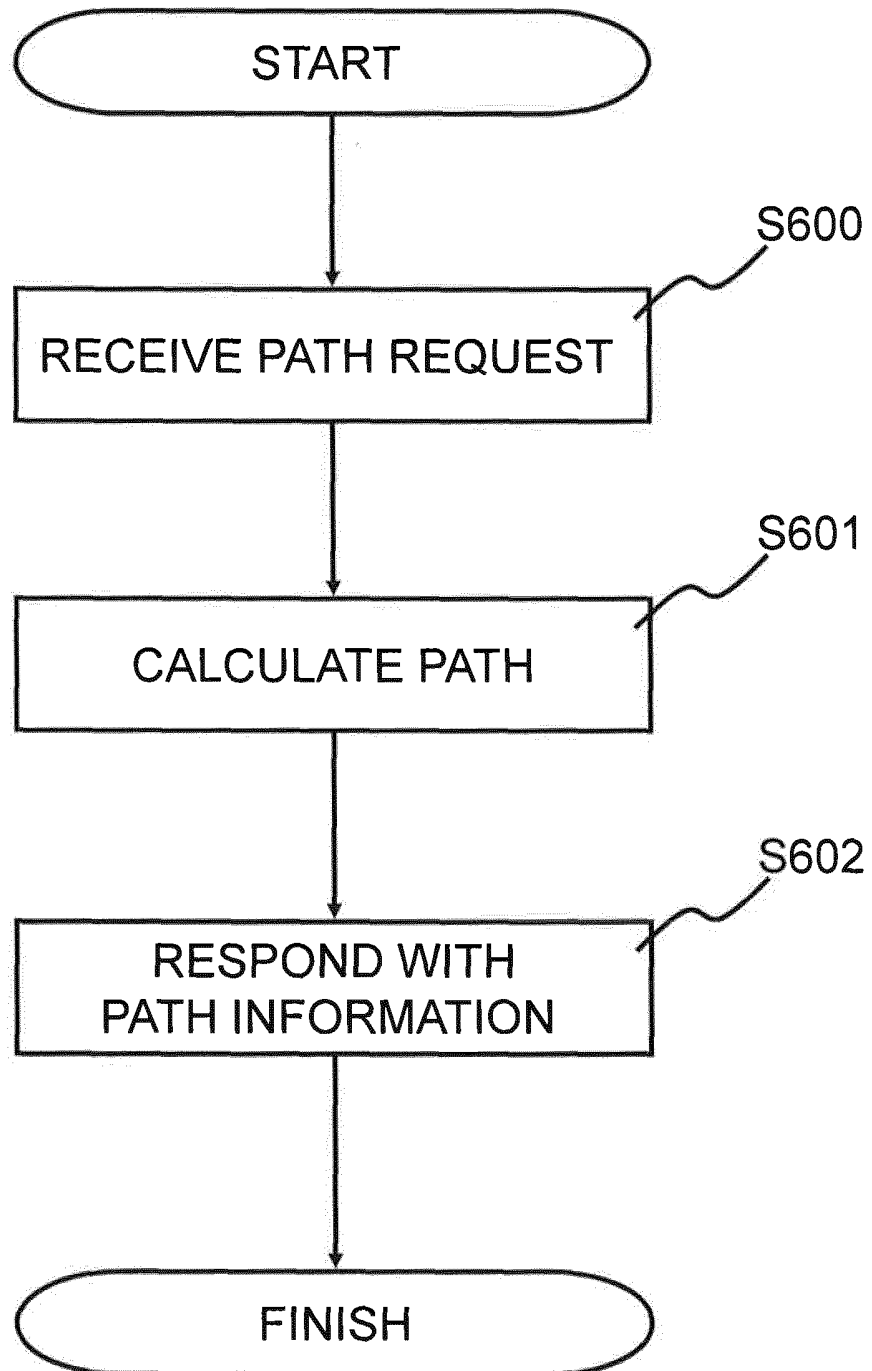 START
S600
RECEIVE PATH REQUEST
S601
CALCULATE PATH
S602
RESPOND WITH
PATH INFORMATION
FINISH